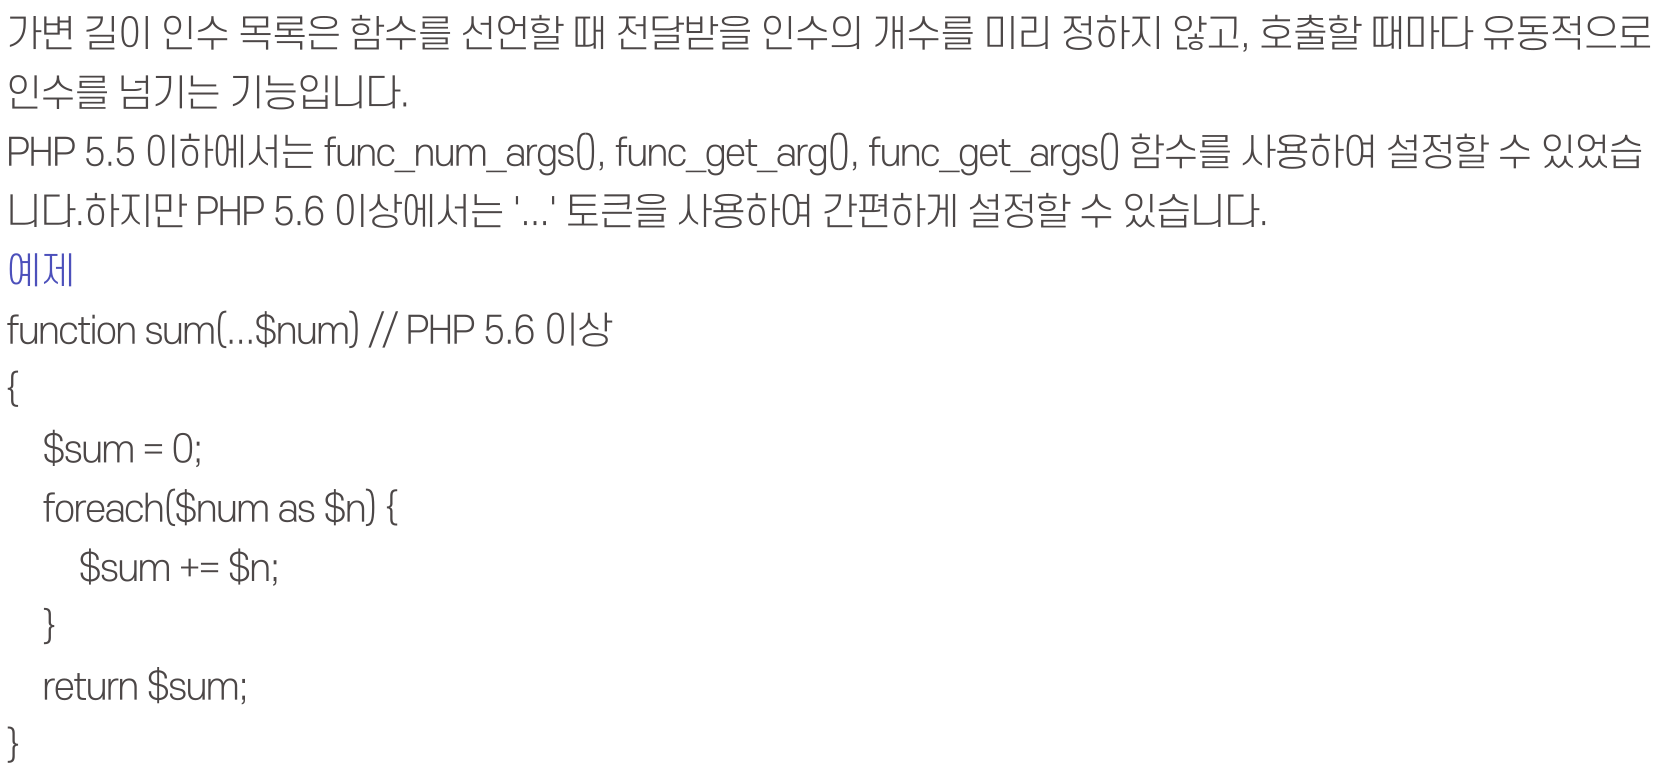 가변 길이 인수 목록은 함수를 선언할 때 전달받을 인수의 개수를 미리 정하지 않고, 호출할 때마다 유동적으로
인수를 넘기는 기능입니다.
PHP 5.5 이하에서는 func_num_args(), func_get_arg(), func_get_args() 함수를 사용하여 설정할 수 있었습
니다.하지만 PHP 5.6 이상에서는 '...' 토큰을 사용하여 간편하게 설정할 수 있습니다.
예제
function sum(...$num) // PHP 5.6 이상
{
    $sum = 0;
    foreach($num as $n) {
        $sum += $n;
    }
    return $sum;
}